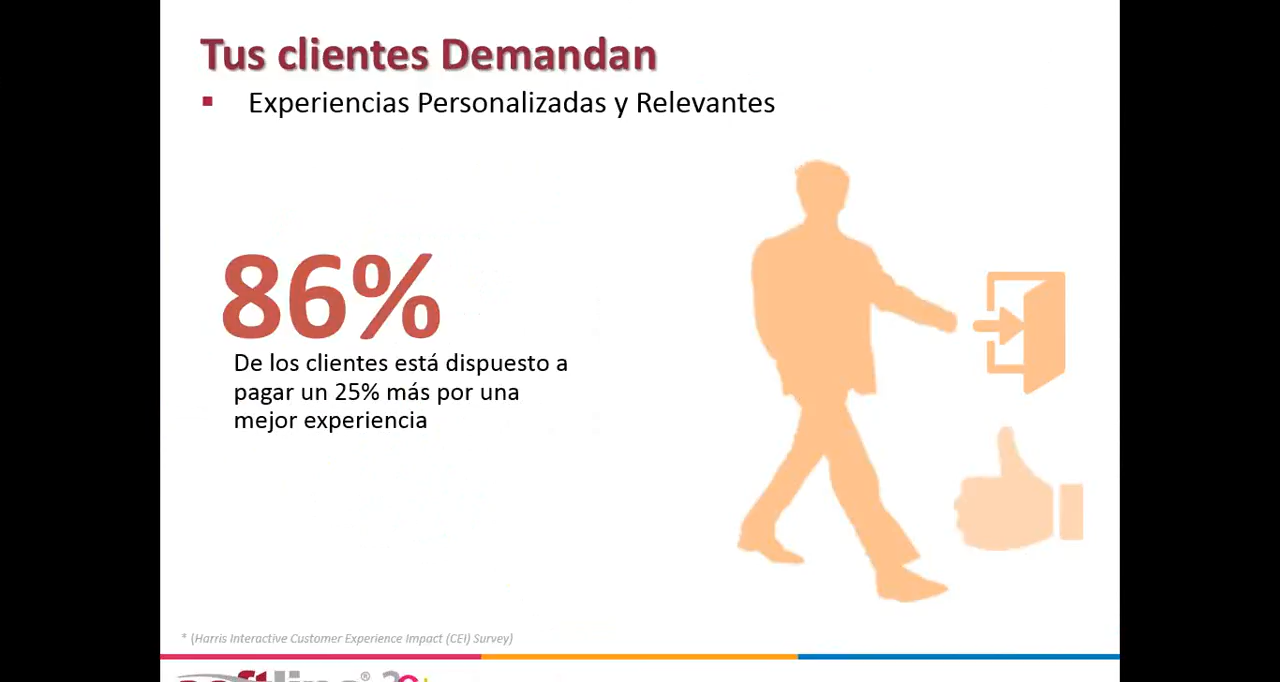 Tus clientes Demandan
Experiencias Personalizadas y Relevantes
86%
De los clientes está dispuesto a
pagar un 25% más por una
mejor experiencia
* (Harris Interactive Customer Experience Impact (CEI) Survey)